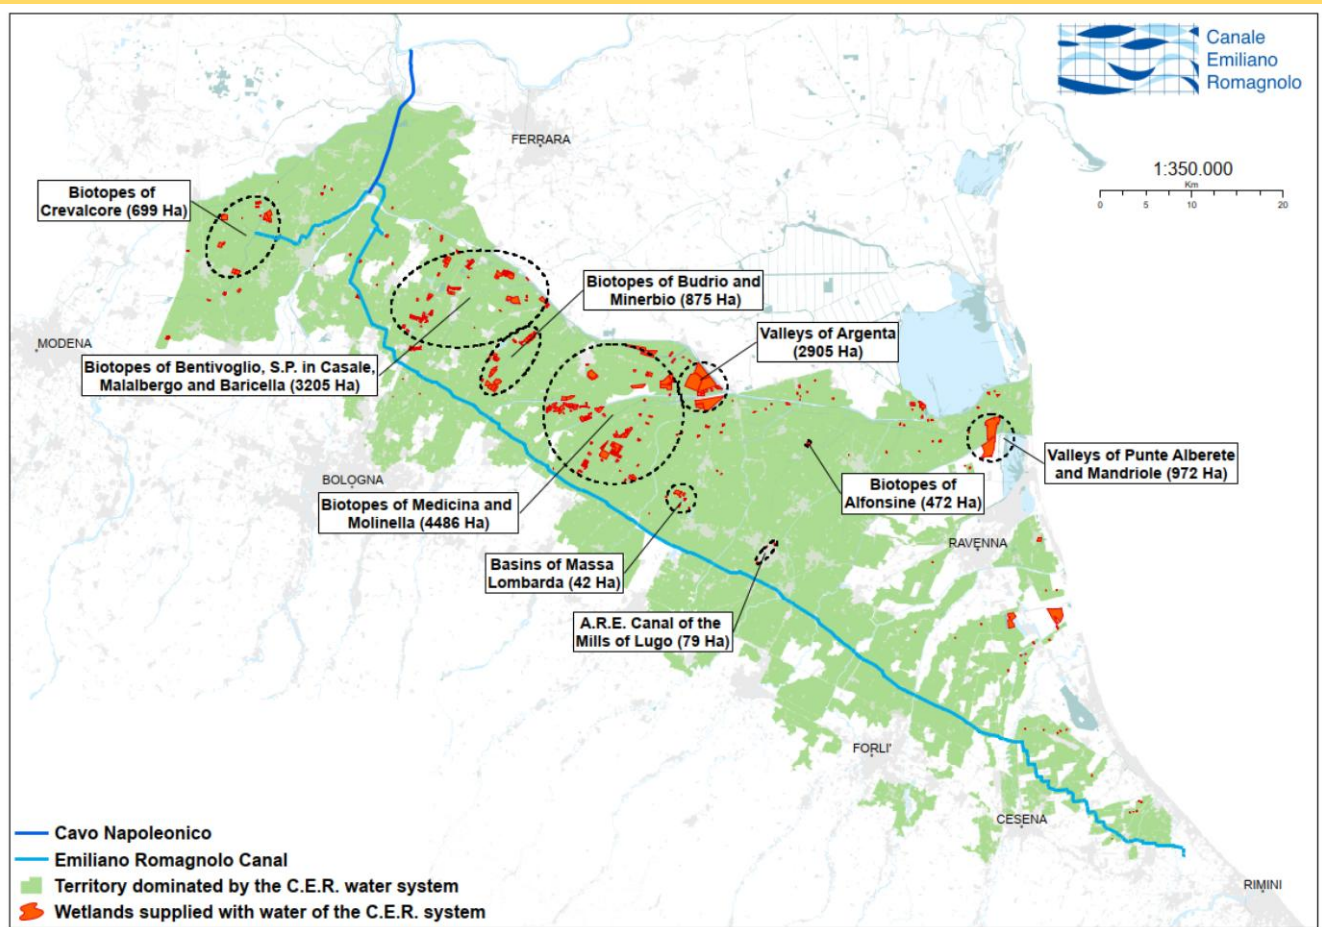 Canale
Emiliano
Romagnolo
FERRARA
1:350.000
Km
0 5 10 20
Biotopes of
Crevalcore (699 Ha)
Biotopes of Budrio and
Minerbio (875 Ha)
Valleys of Argenta
(2905 Ha)
MODENA
Biotopes of Bentivoglio, S.P. in Casale,
Malalbergo and Baricella (3205 Ha)
Valleys of Punte Alberete
and Mandriole (972 Ha)
BOLOGNA
Biotopes of
Alfonsine (472 Ha)
Biotopes of Medicina and
Molinella (4486 Ha)
RAVENNA
Basins of Massa
Lombarda (42 Ha)
A.R.E. Canal of the
Mills of Lugo (79 Ha)
FORLI'
CESENA
Cavo Napoleonico
Emiliano Romagnolo Canal
Territory dominated by the C.E.R. water system
RIMINI
Wetlands supplied with water of the C.E.R. system